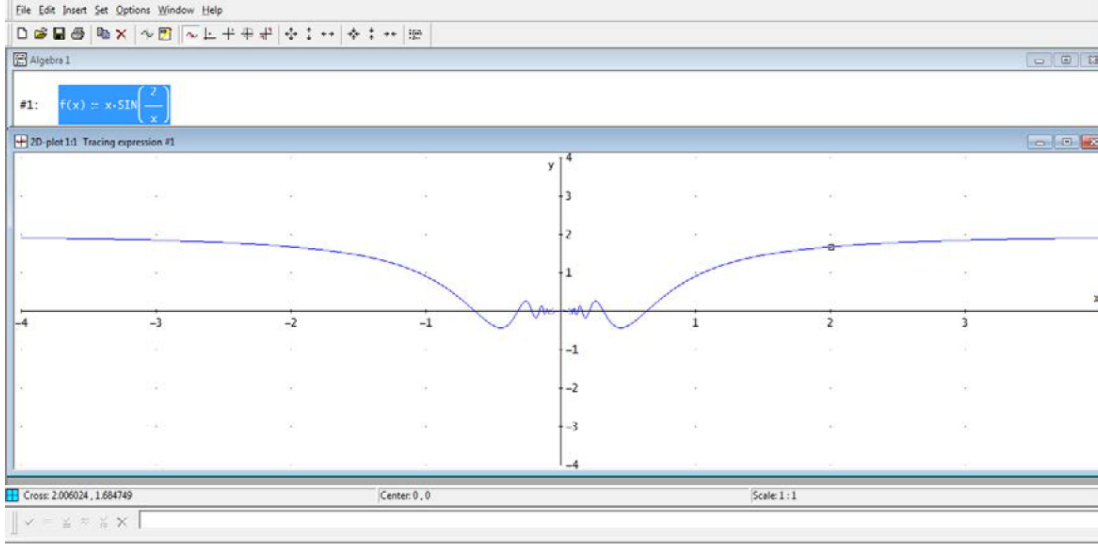 File Edit Insert Set Options Window Help
Algebra 1
#1: f(x) := x·SIN(2/x)
2D-plot 1:1 Tracing expression #1
y 4
3
2
1
x
-4 -3 -2 -1 1 2 3
-1
-2
-3
-4
Cross: 2.006024 , 1.684749 Center: 0 , 0 Scale: 1 : 1